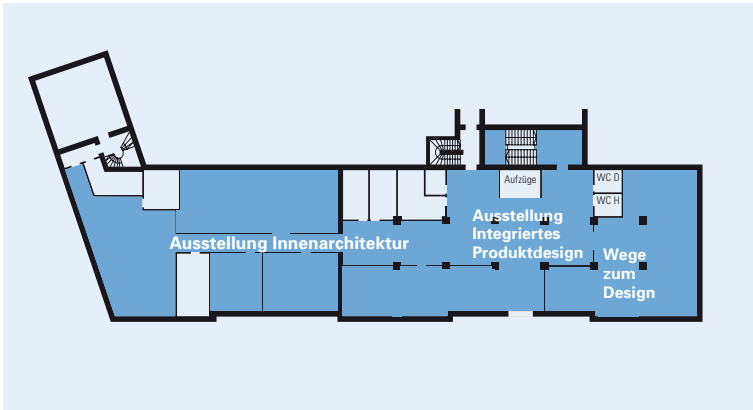 Aufzüge
WC D
WC H
Ausstellung
Integriertes
Produktdesign
Ausstellung Innenarchitektur
Wege
zum
Design